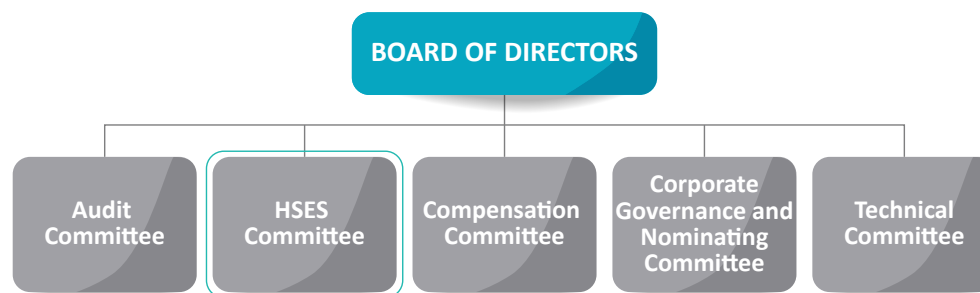 BOARD OF DIRECTORS
Audit
Committee
HSES
Committee
Compensation
Committee
Corporate
Governance and
Nominating
Committee
Technical
Committee